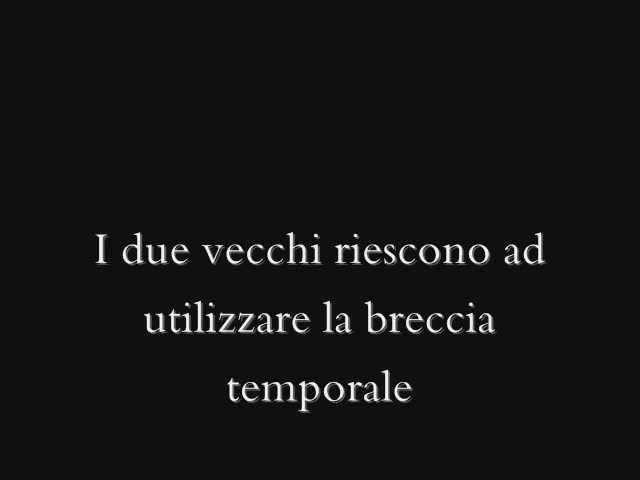 I due vecchi riescono ad
utilizzare la breccia
temporale